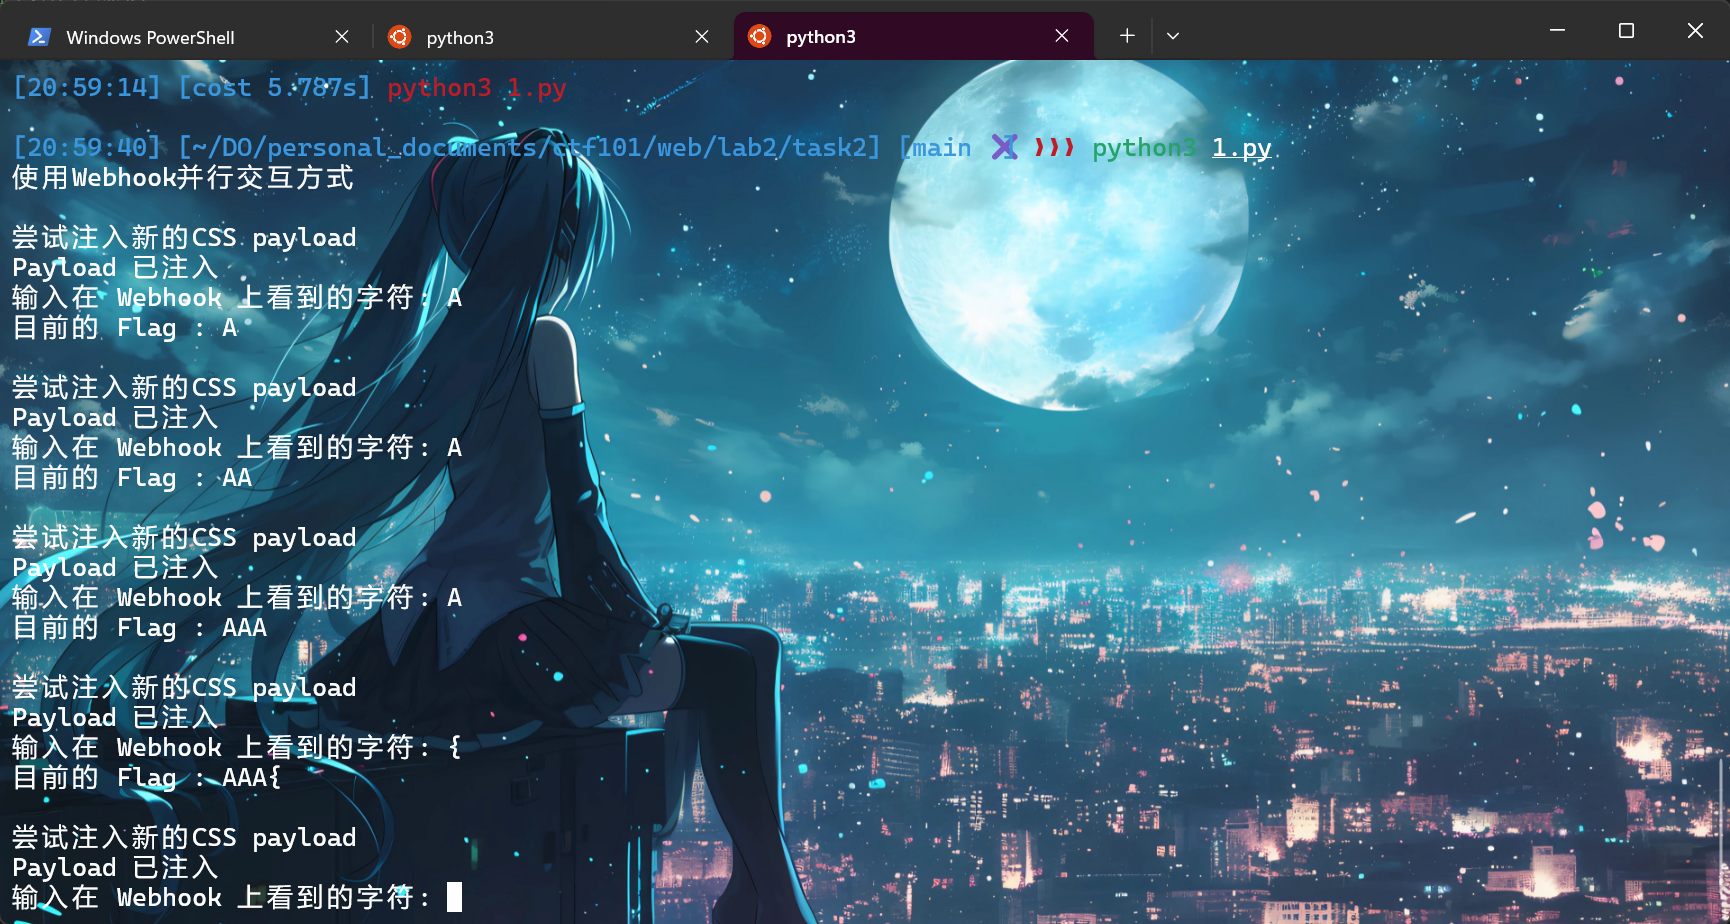 Windows PowerShell
python3
python3
[20:59:14] [cost 5.787s] python3 1.py
[20:59:40] [~/DO/personal_documents/ctf101/web/lab2/task2] [main ❯❯❯ python3 1.py
使用Webhook并行交互方式
尝试注入新的CSS payload
Payload 已注入
输入在 Webhook 上看到的字符: A
目前的 Flag : A
尝试注入新的CSS payload
Payload 已注入
输入在 Webhook 上看到的字符: A
目前的 Flag : AA
尝试注入新的CSS payload
Payload 已注入
输入在 Webhook 上看到的字符: A
目前的 Flag : AAA
尝试注入新的CSS payload
Payload 已注入
输入在 Webhook 上看到的字符: {
目前的 Flag : AAA{
尝试注入新的CSS payload
Payload 已注入
输入在 Webhook 上看到的字符: